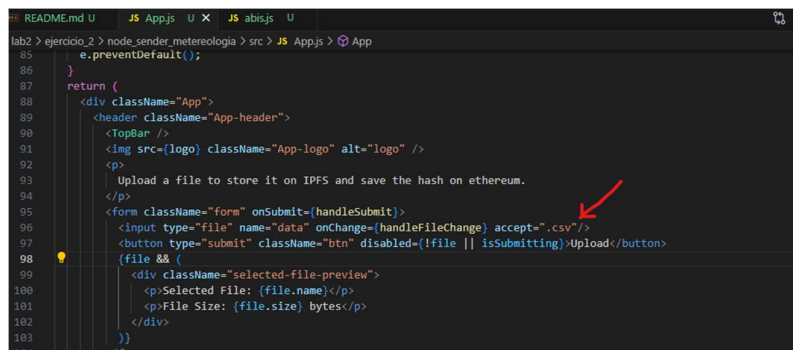 README.md U JS App.js U X JS abis.js U
lab2 > ejercicio_2 > node_sender_metereologia > src > JS App.js > App
85 e.preventDefault();
86 }
87 return (
88 <div className="App">
89 <header className="App-header">
90 <TopBar />
91 <img src={logo} className="App-logo" alt="logo" />
92 <p>
93 Upload a file to store it on IPFS and save the hash on ethereum.
94 </p>
95 <form className="form" onSubmit={handleSubmit}>
96 <input type="file" name="data" onChange={handleFileChange} accept=".csv"/>
97 <button type="submit" className="btn" disabled={!file || isSubmitting}>Upload</button>
98 {file && (
99 <div className="selected-file-preview">
100 <p>Selected File: {file.name}</p>
101 <p>File Size: {file.size} bytes</p>
102 </div>
103 )}